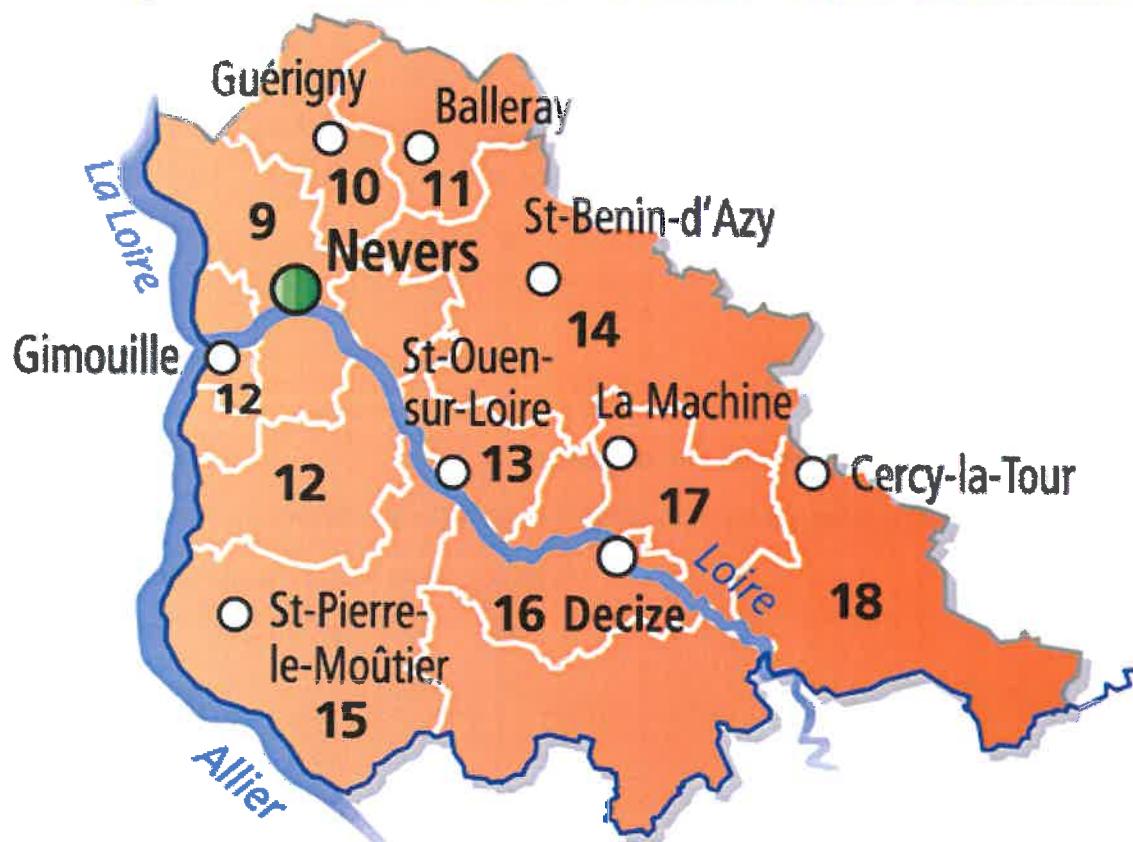 Guérigny
Balleray
La Loire
10
11
9
St-Benin-d'Azy
Nevers
14
Gimouille
St-Ouen-
sur-Loire
12
La Machine
13
12
Cercy-la-Tour
17
Loire
18
16 Decize
St-Pierre-
le-Moûtier
15
Allier